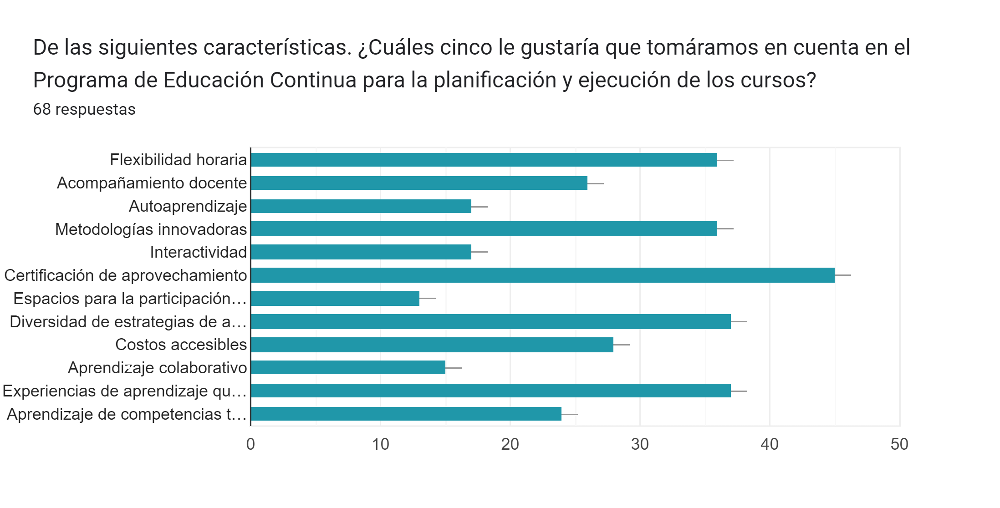 De las siguientes características. ¿Cuáles cinco le gustaría que tomáramos en cuenta en el
Programa de Educación Continua para la planificación y ejecución de los cursos?
68 respuestas
Flexibilidad horaria
Acompañamiento docente
Autoaprendizaje
Metodologías innovadoras
Interactividad
Certificación de aprovechamiento
Espacios para la participación…
Diversidad de estrategias de a…
Costos accesibles
Aprendizaje colaborativo
Experiencias de aprendizaje qu…
Aprendizaje de competencias t…
0 10 20 30 40 50